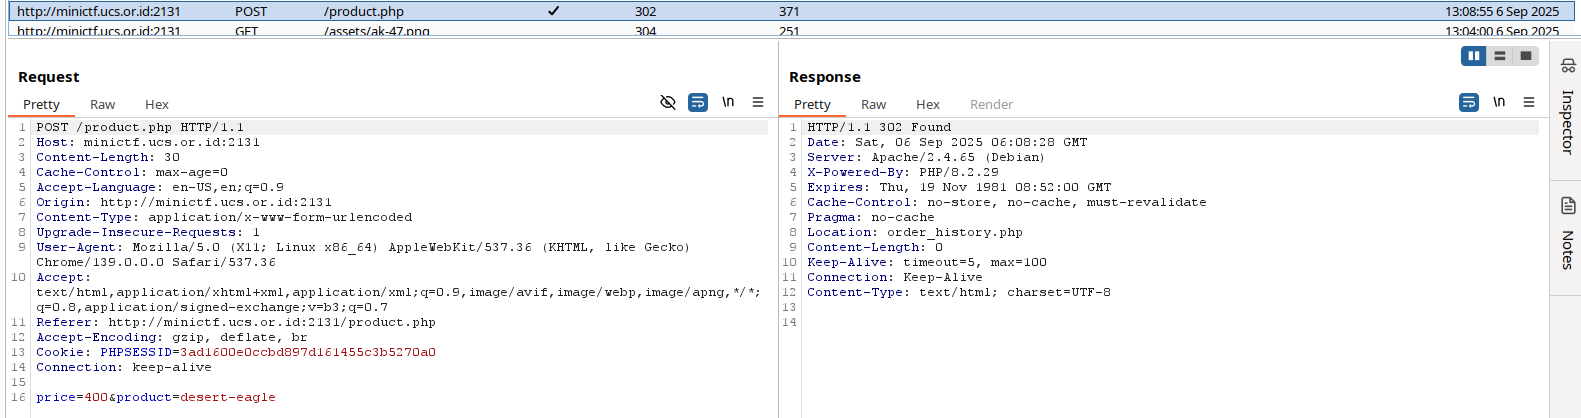 http://minictf.ucs.or.id:2131 POST /product.php ✓ 302 371 13:08:55 6 Sep 2025
http://minictf.ucs.or.id:2131 GET /assets/ak-47.png 304 251 13:04:00 6 Sep 2025
Request
Pretty Raw Hex \n
1 POST /product.php HTTP/1.1
2 Host: minictf.ucs.or.id:2131
3 Content-Length: 30
4 Cache-Control: max-age=0
5 Accept-Language: en-US,en;q=0.9
6 Origin: http://minictf.ucs.or.id:2131
7 Content-Type: application/x-www-form-urlencoded
8 Upgrade-Insecure-Requests: 1
9 User-Agent: Mozilla/5.0 (X11; Linux x86_64) AppleWebKit/537.36 (KHTML, like Gecko)
Chrome/139.0.0.0 Safari/537.36
10 Accept:
text/html,application/xhtml+xml,application/xml;q=0.9,image/avif,image/webp,image/apng,*/*;
q=0.8,application/signed-exchange;v=b3;q=0.7
11 Referer: http://minictf.ucs.or.id:2131/product.php
12 Accept-Encoding: gzip, deflate, br
13 Cookie: PHPSESSID=3ad1600e0ccbd897d161455c3b5270a0
14 Connection: keep-alive
15
16 price=400&product=desert-eagle
Response
Pretty Raw Hex Render \n
1 HTTP/1.1 302 Found
2 Date: Sat, 06 Sep 2025 06:08:28 GMT
3 Server: Apache/2.4.65 (Debian)
4 X-Powered-By: PHP/8.2.29
5 Expires: Thu, 19 Nov 1981 08:52:00 GMT
6 Cache-Control: no-store, no-cache, must-revalidate
7 Pragma: no-cache
8 Location: order_history.php
9 Content-Length: 0
10 Keep-Alive: timeout=5, max=100
11 Connection: Keep-Alive
12 Content-Type: text/html; charset=UTF-8
13
14
Inspector
Notes